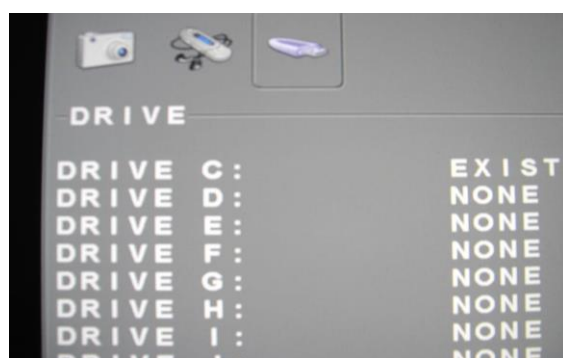 DRIVE
DRIVE C: EXIST
DRIVE D: NONE
DRIVE E: NONE
DRIVE F: NONE
DRIVE G: NONE
DRIVE H: NONE
DRIVE I: NONE